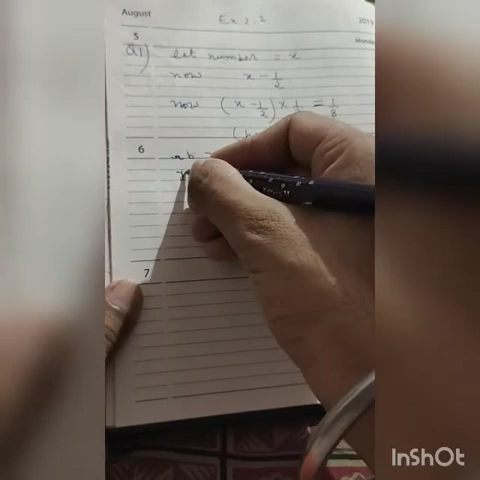 August Ex 2.2 2019
5 Monday
Q1) let number = x
now x - 1/2
now (x - 1/2) × 1/2 = 1/8
6
7
InShOt